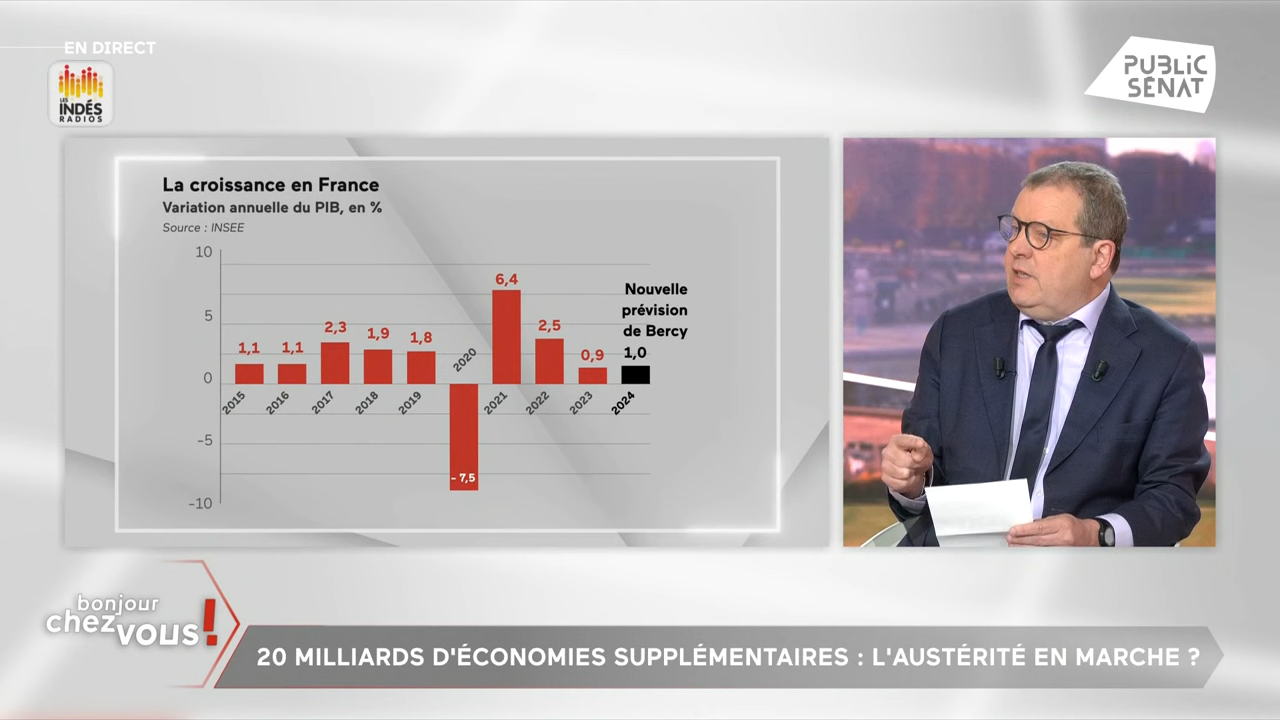 EN DIRECT
LES
INDÉS
RADIOS
PUBLIC
SÉNAT
La croissance en France
Variation annuelle du PIB, en %
Source : INSEE
10
5
0
-5
-10
1,1
1,1
2,3
1,9
1,8
- 7,5
6,4
2,5
0,9
Nouvelle
prévision
de Bercy
1,0
2015
2016
2017
2018
2019
2020
2021
2022
2023
2024
bonjour
chez vous !
20 MILLIARDS D'ÉCONOMIES SUPPLÉMENTAIRES : L'AUSTÉRITÉ EN MARCHE ?